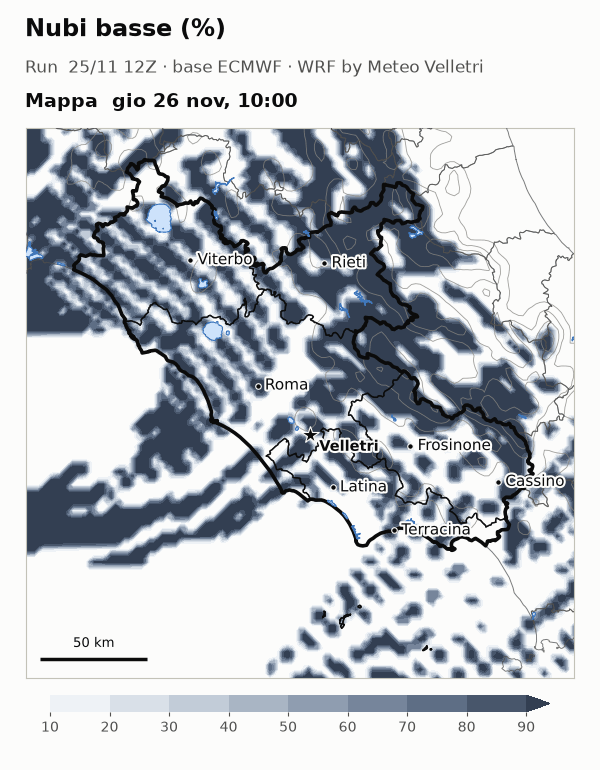 Nubi basse (%)
Run  25/11 12Z · base ECMWF · WRF by Meteo Velletri
Mappa  gio 26 nov, 10:00
Viterbo
Rieti
Roma
Velletri
Frosinone
Latina
Cassino
Terracina
50 km
10 20 30 40 50 60 70 80 90